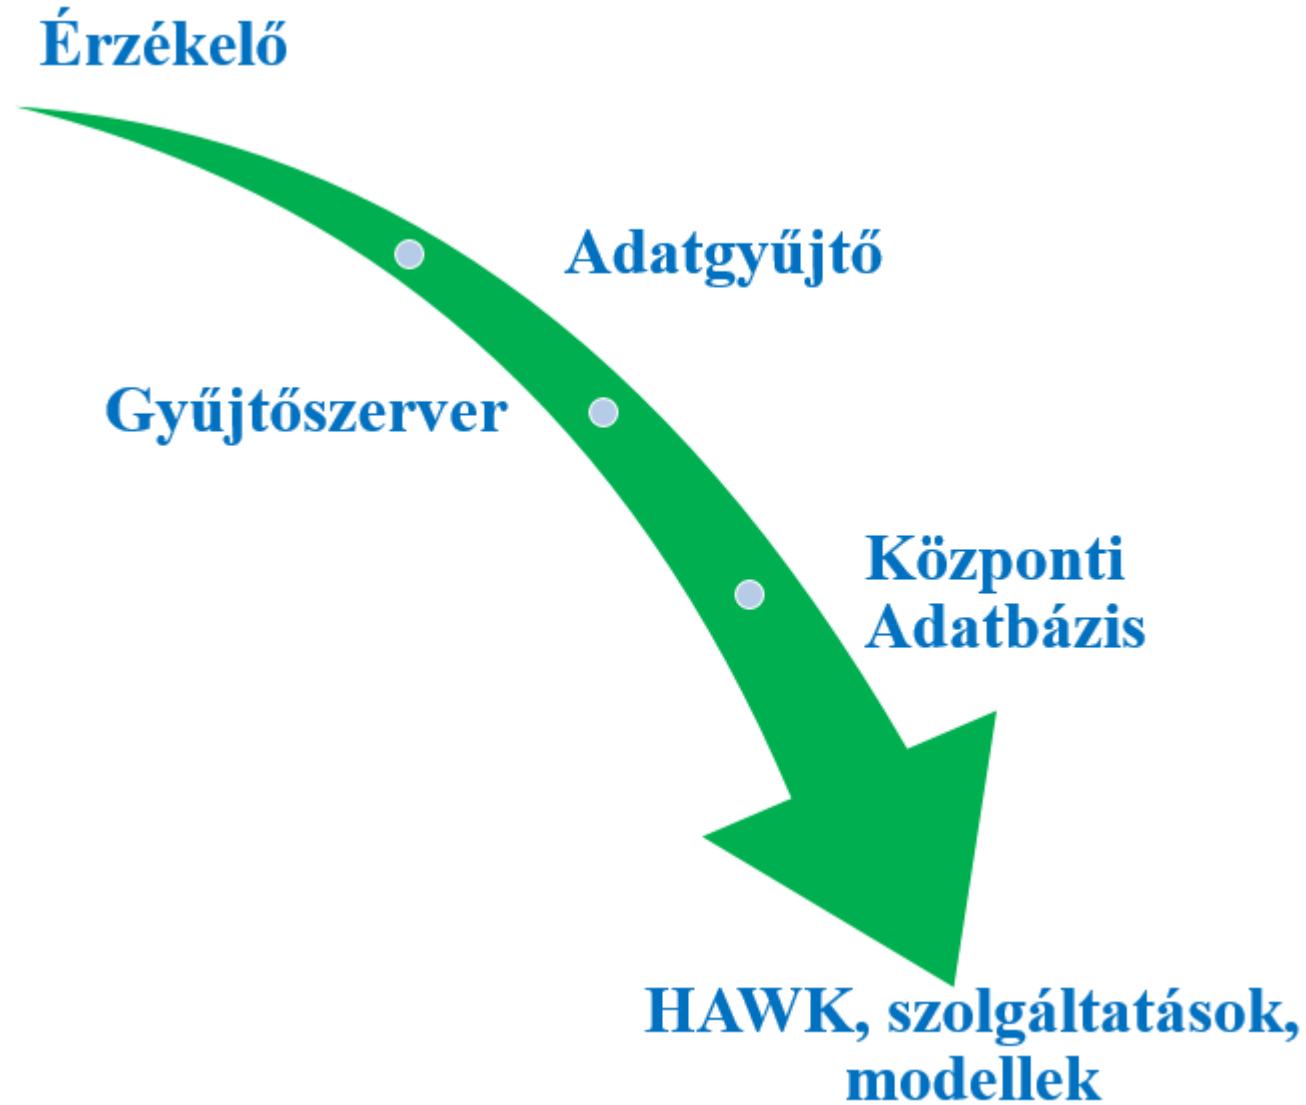 Érzékelő
Adatgyűjtő
Gyűjtőszerver
Központi
Adatbázis
HAWK, szolgáltatások,
modellek